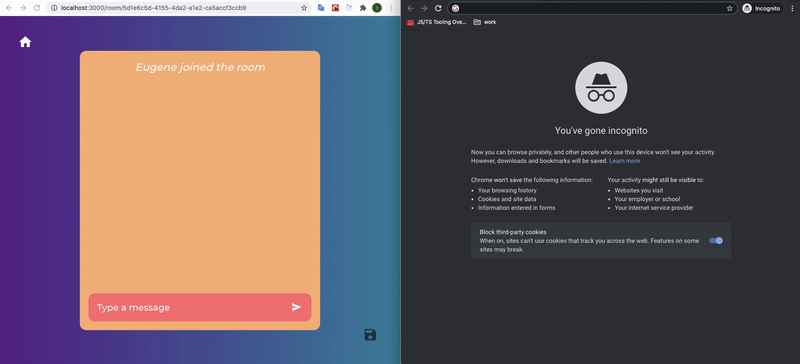 localhost:3000/room/5d1e6c5d-4155-4da2-a1e2-ca5accf3ccb9
Eugene joined the room
Type a message
Incognito
JS/TS Tooling Ove...
work
You've gone incognito
Now you can browse privately, and other people who use this device won't see your activity.
However, downloads and bookmarks will be saved. Learn more
Chrome won't save the following information:
• Your browsing history
• Cookies and site data
• Information entered in forms
Your activity might still be visible to:
• Websites you visit
• Your employer or school
• Your internet service provider
Block third-party cookies
When on, sites can't use cookies that track you across the web. Features on some
sites may break.